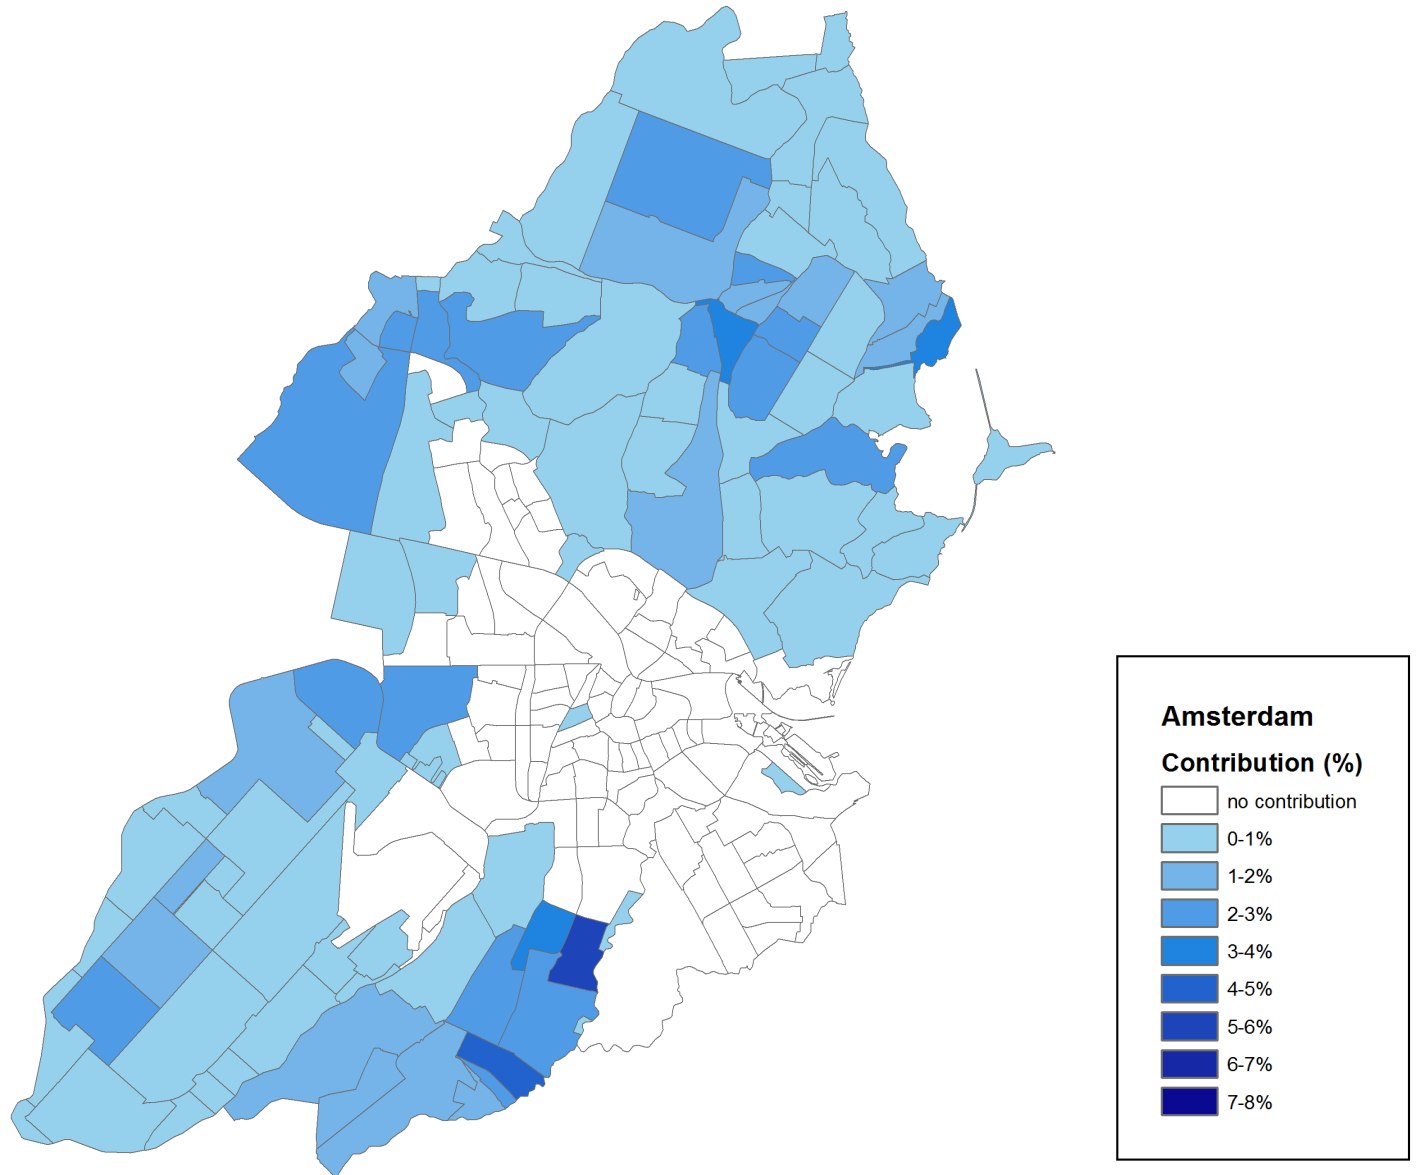 Amsterdam
Contribution (%)
no contribution
0-1%
1-2%
2-3%
3-4%
4-5%
5-6%
6-7%
7-8%